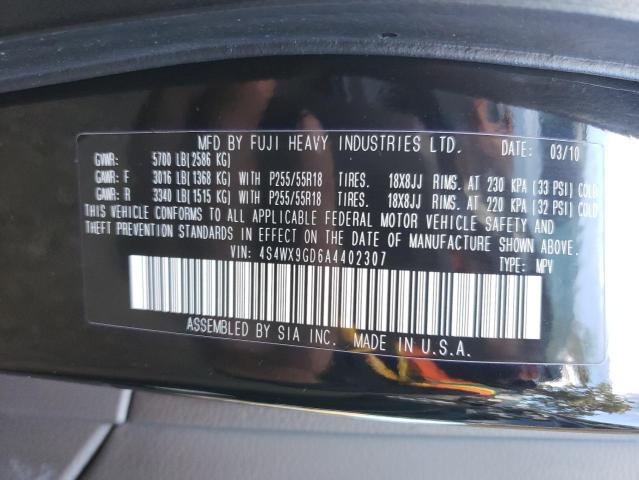 MFD BY FUJI HEAVY INDUSTRIES LTD. DATE: 03/10
GVWR: 5700 LB(2586 KG)
GAWR: F 3016 LB(1368 KG) WITH P255/55R18 TIRES. 18X8JJ RIMS. AT 230 KPA (33 PSI) COLD
GAWR: R 3340 LB(1515 KG) WITH P255/55R18 TIRES. 18X8JJ RIMS. AT 220 KPA (32 PSI) COLD
THIS VEHICLE CONFORMS TO ALL APPLICABLE FEDERAL MOTOR VEHICLE SAFETY AND
THEFT PREVENTION STANDARDS IN EFFECT ON THE DATE OF MANUFACTURE SHOWN ABOVE.
VIN: 4S4WX9GD6A4402307 TYPE: MPV
ASSEMBLED BY SIA INC. MADE IN U.S.A.